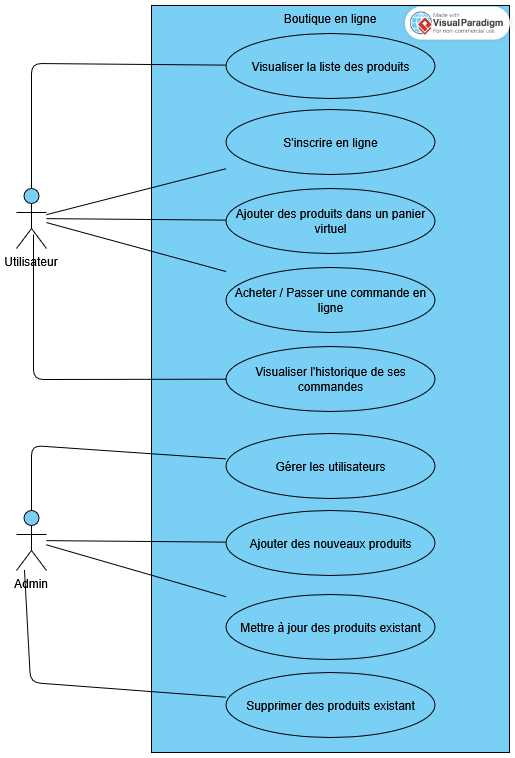 Boutique en ligne
Made with
VisualParadigm
For non-commercial use
Visualiser la liste des produits
S'inscrire en ligne
Ajouter des produits dans un panier
virtuel
Utilisateur
Acheter / Passer une commande en
ligne
Visualiser l'historique de ses
commandes
Gérer les utilisateurs
Ajouter des nouveaux produits
Admin
Mettre à jour des produits existant
Supprimer des produits existant